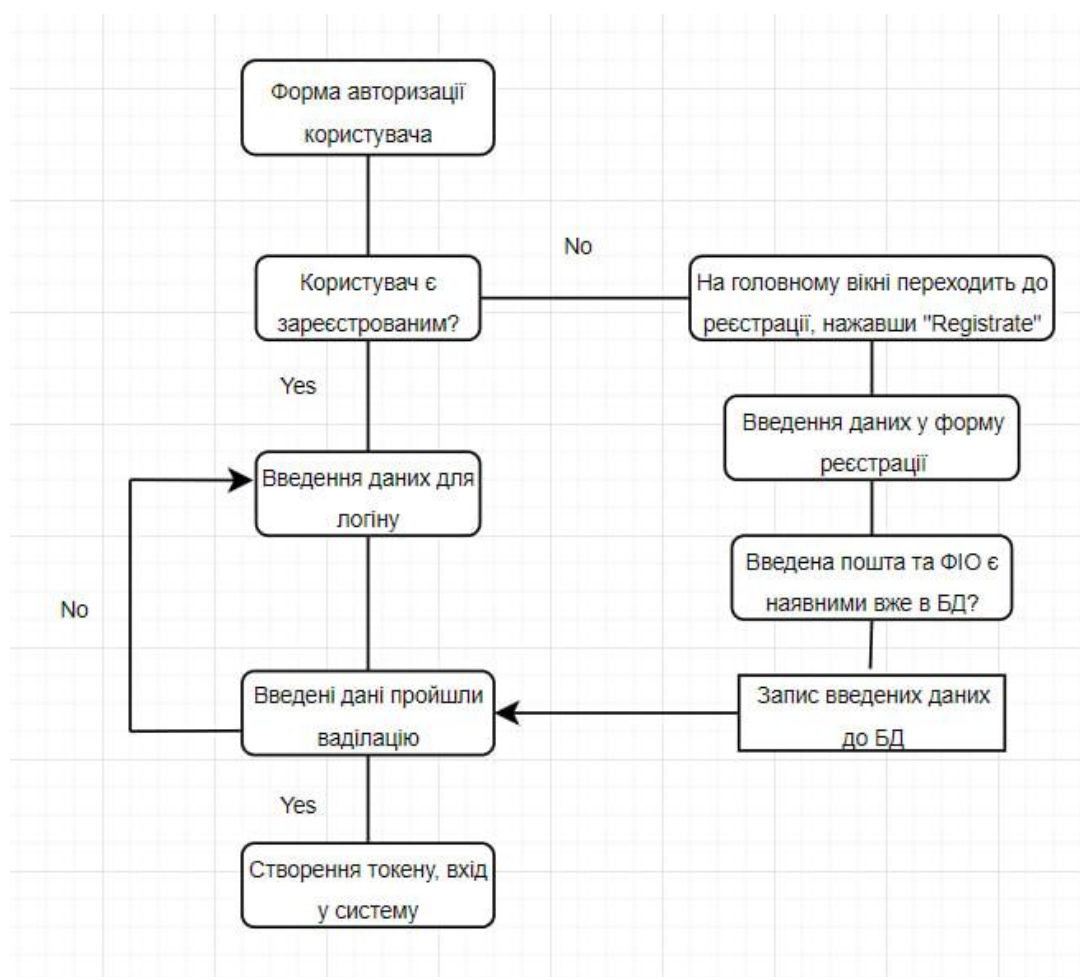 Форма авторизації
користувача
No
Користувач є
зареєстрованим?
На головному вікні переходить до
реєстрації, нажавши "Registrate"
Yes
Введення даних у форму
реєстрації
Введення даних для
логіну
Введена пошта та ФІО є
наявними вже в БД?
No
Введені дані пройшли
ваділацію
Запис введених даних
до БД
Yes
Створення токену, вхід
у систему